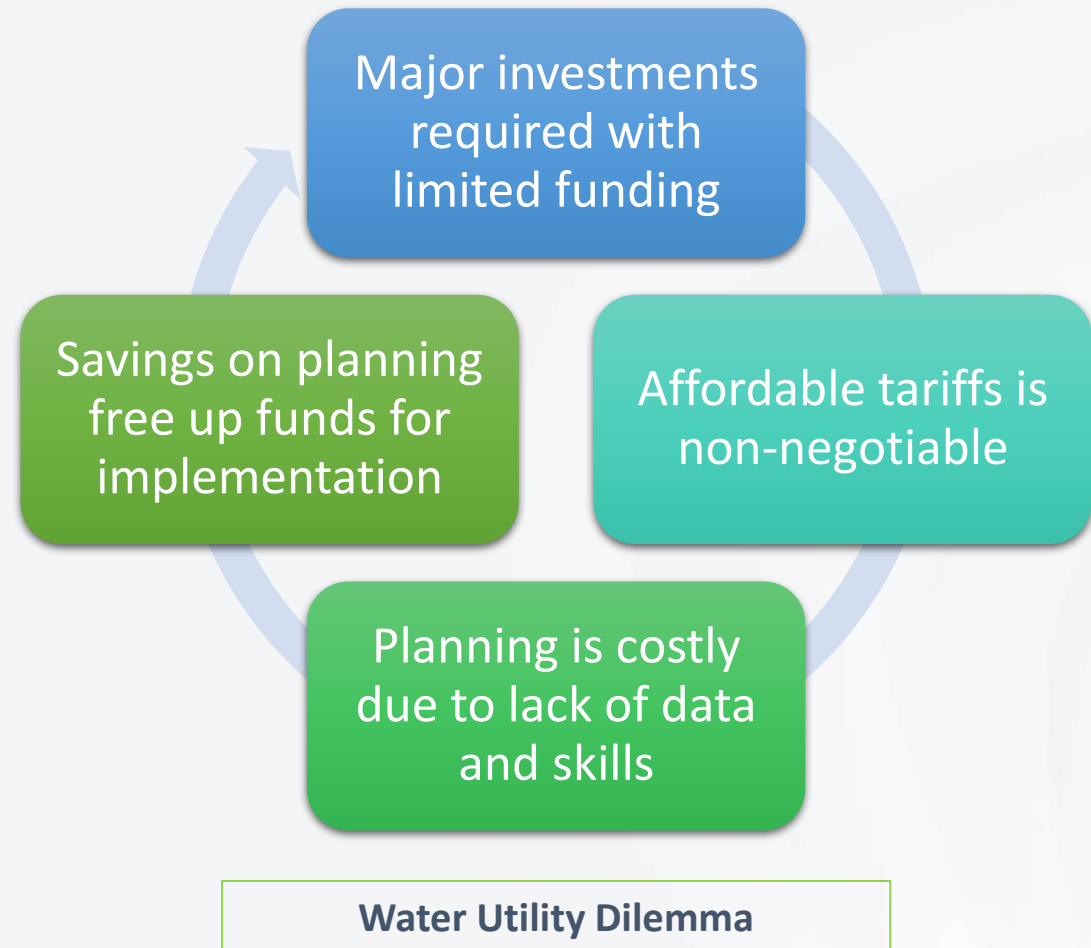 Major investments
required with
limited funding
Affordable tariffs is
non-negotiable
Planning is costly
due to lack of data
and skills
Savings on planning
free up funds for
implementation
Water Utility Dilemma